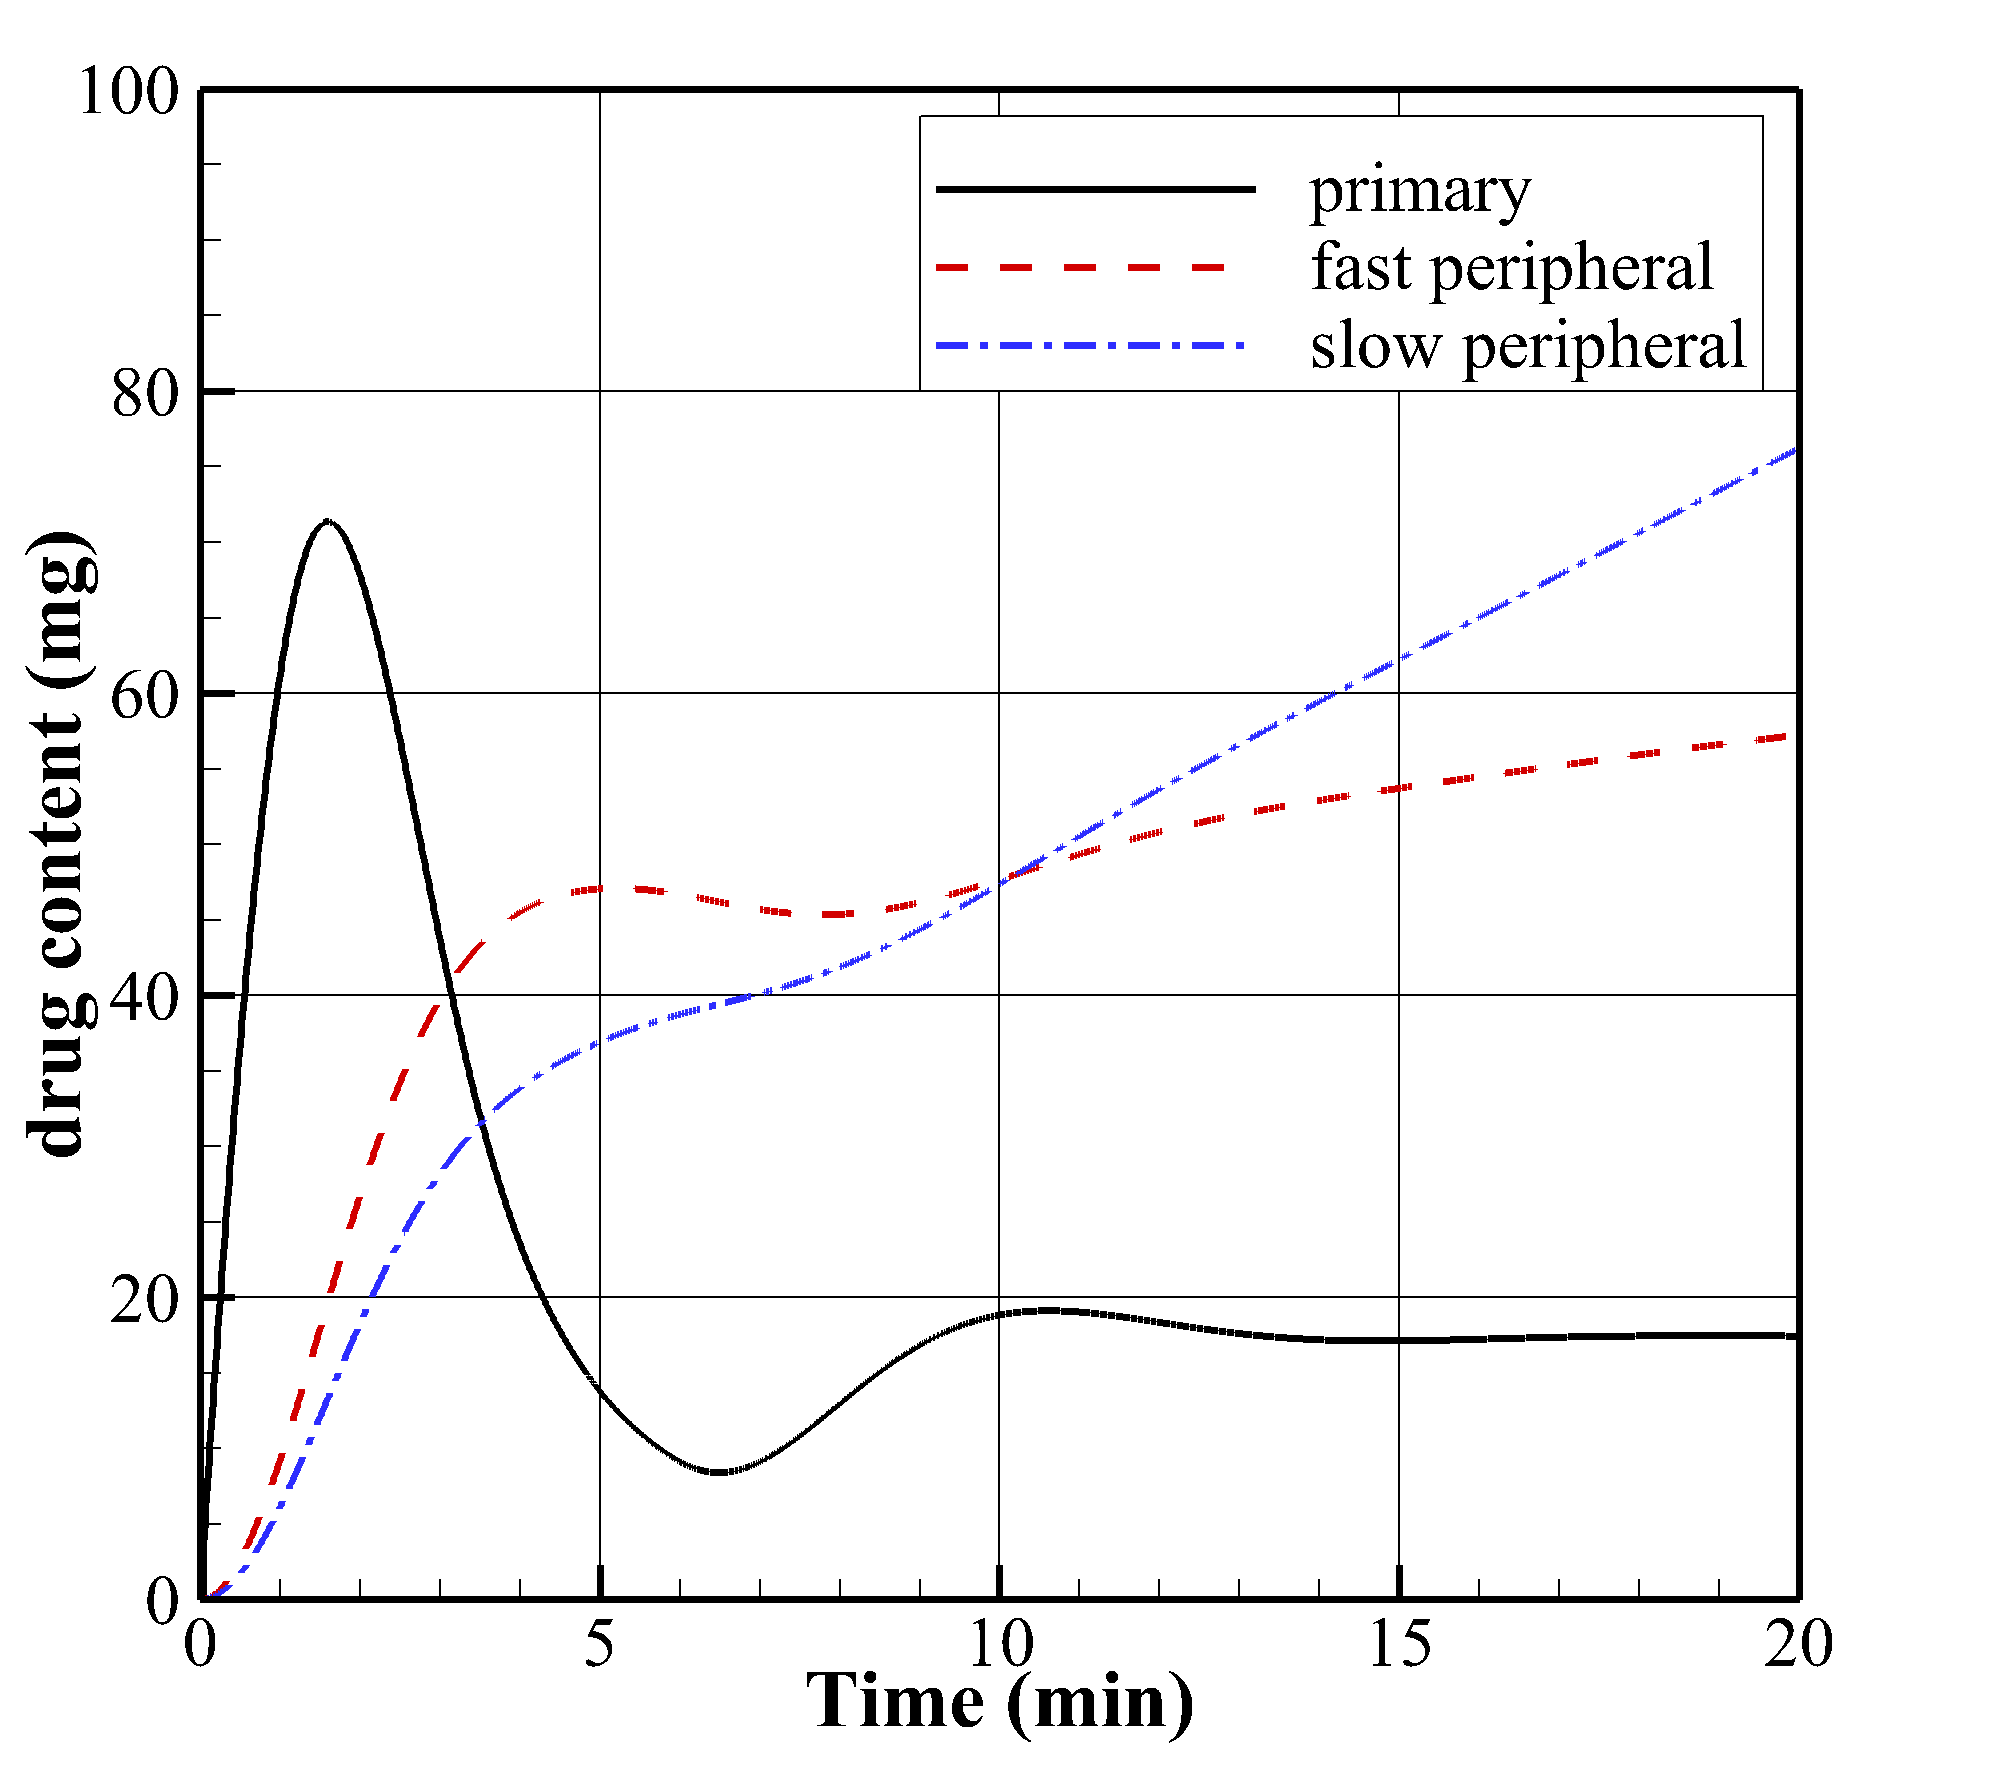 100
80
60
40
20
0
drug content (mg)
primary
fast peripheral
slow peripheral
0 5 10 15 20
Time (min)